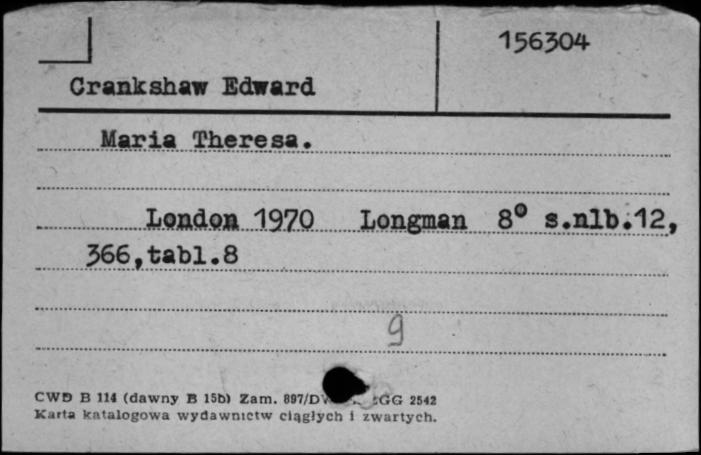 156304
Crankshaw Edward
Maria Theresa.
London 1970 Longman 8° s.nlb.12,
366,tabl.8
9
CWD B 114 (dawny B 15b) Zam. 897/DW GG 2542
Karta katalogowa wydawnictw ciągłych i zwartych.